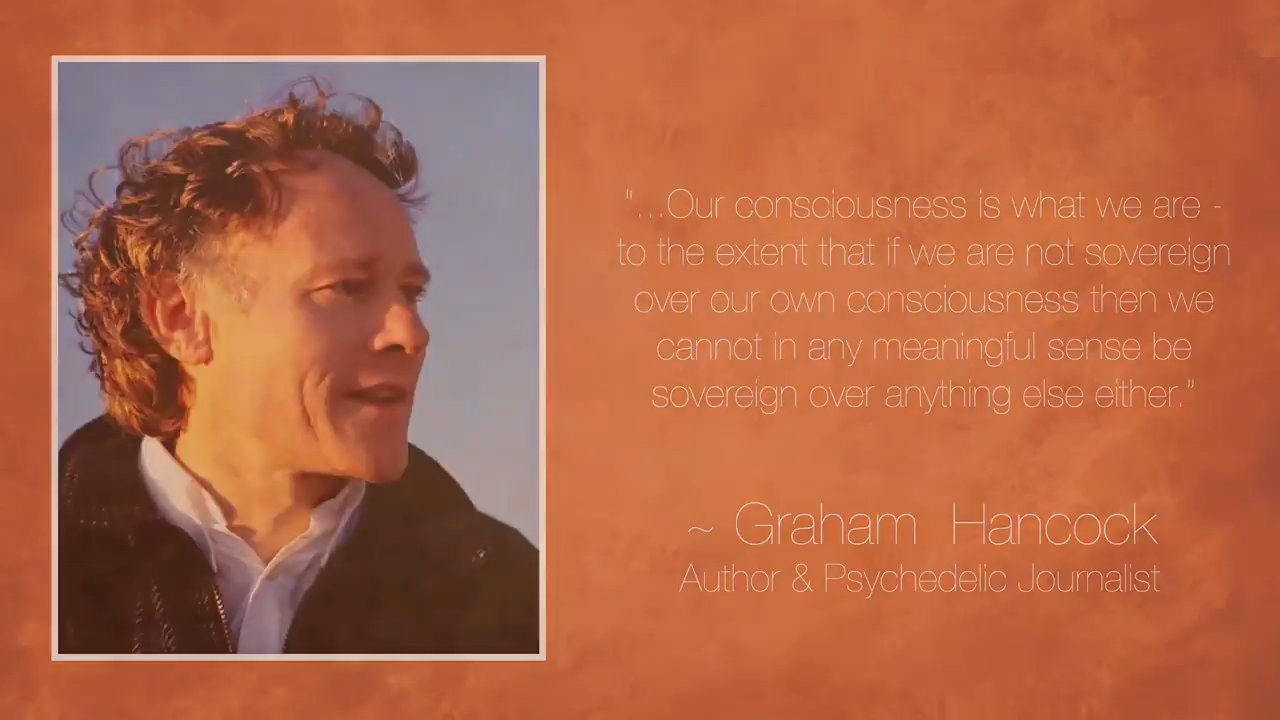 "...Our consciousness is what we are -
to the extent that if we are not sovereign
over our own consciousness then we
cannot in any meaningful sense be
sovereign over anything else either."
~ Graham Hancock
Author & Psychedelic Journalist